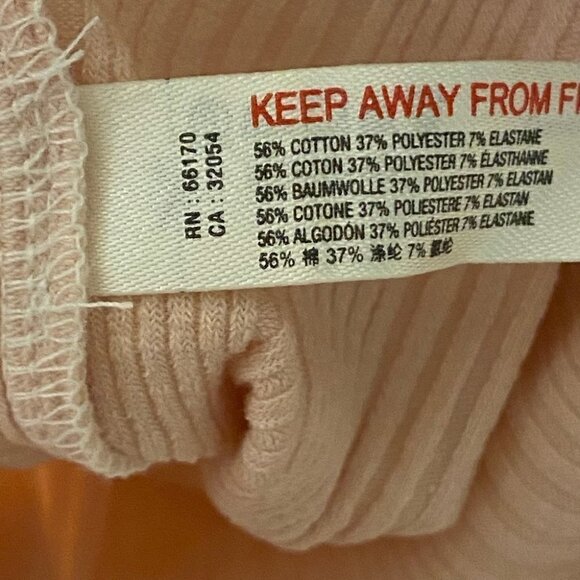 RN : 66170
CA : 32054
KEEP AWAY FROM FI
56% COTTON 37% POLYESTER 7% ELASTANE
56% COTON 37% POLYESTER 7% ÉLASTHANNE
56% BAUMWOLLE 37% POLYESTER 7% ELASTAN
56% COTONE 37% POLIESTERE 7% ELASTAN
56% ALGODÓN 37% POLIÉSTER 7% ELASTANE
56% 棉 37% 涤纶 7% 氨纶